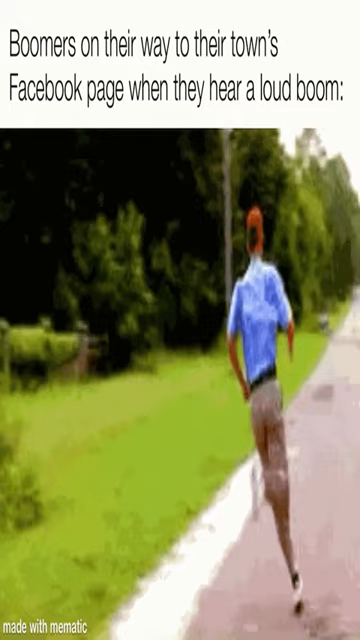 Boomers on their way to their town's
Facebook page when they hear a loud boom:
made with mematic